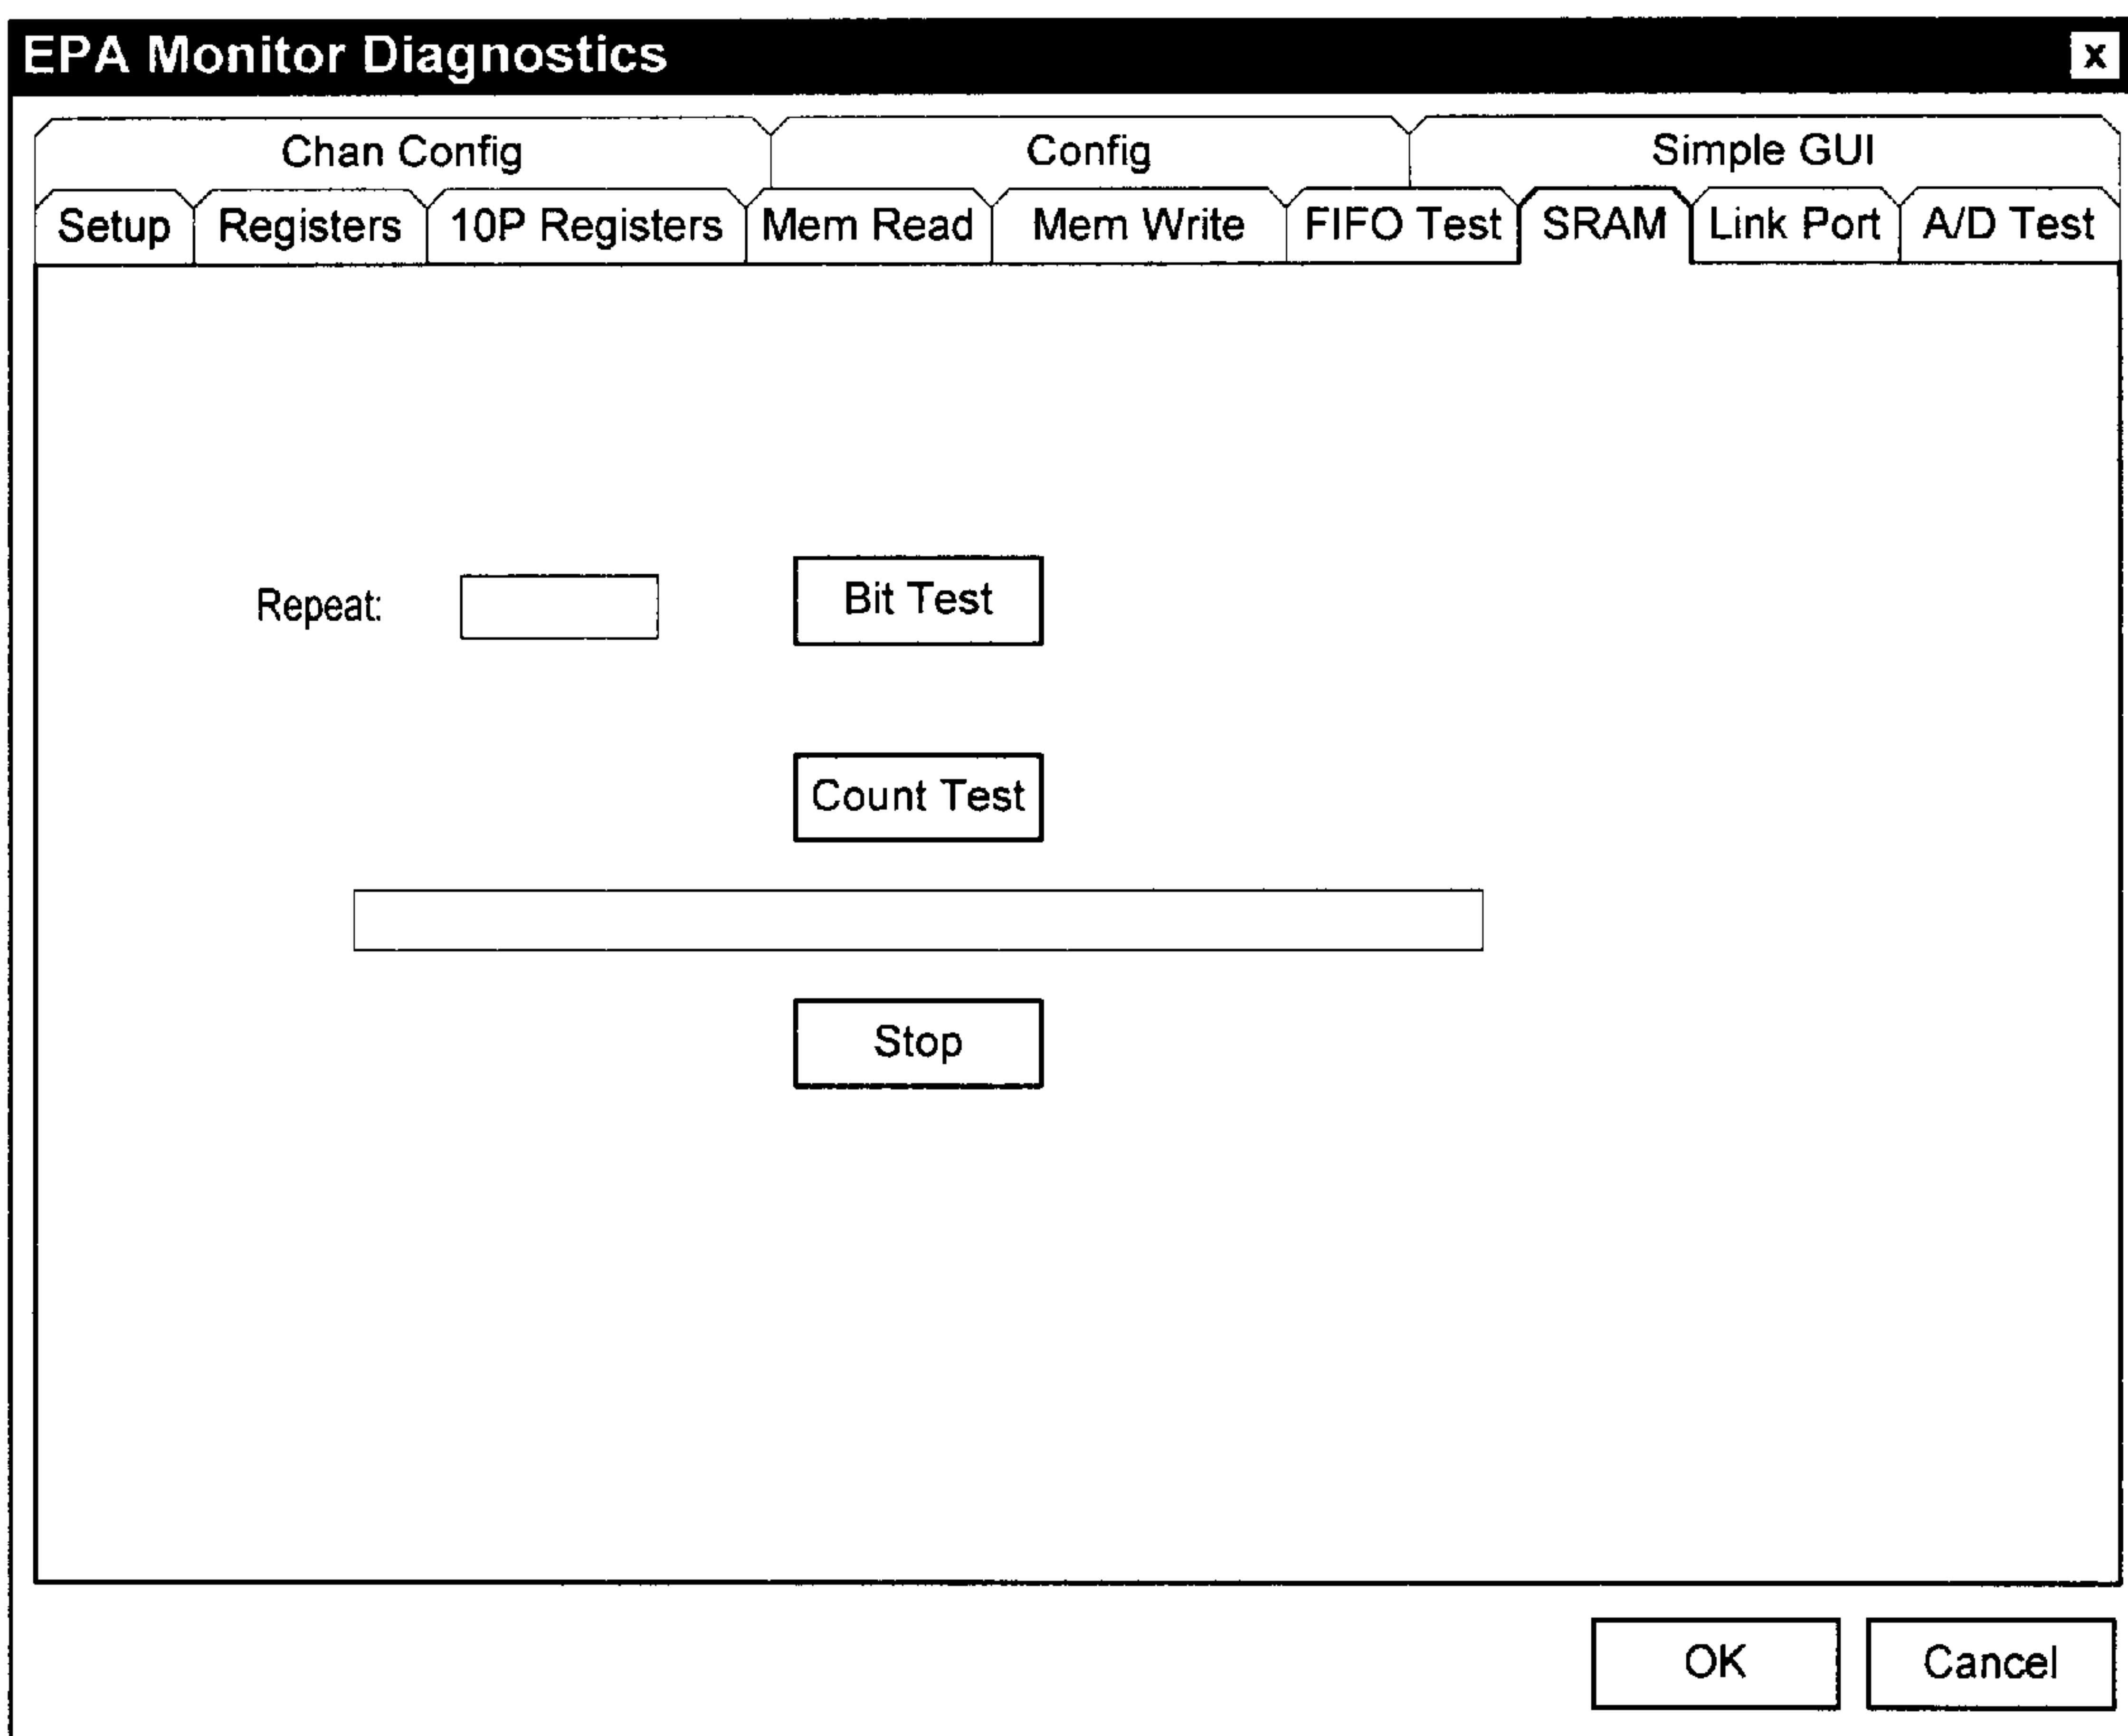 EPA Monitor Diagnostics x
Chan Config Config Simple GUI
Setup Registers 10P Registers Mem Read Mem Write FIFO Test SRAM Link Port A/D Test
Repeat: Bit Test
Count Test
Stop
OK Cancel